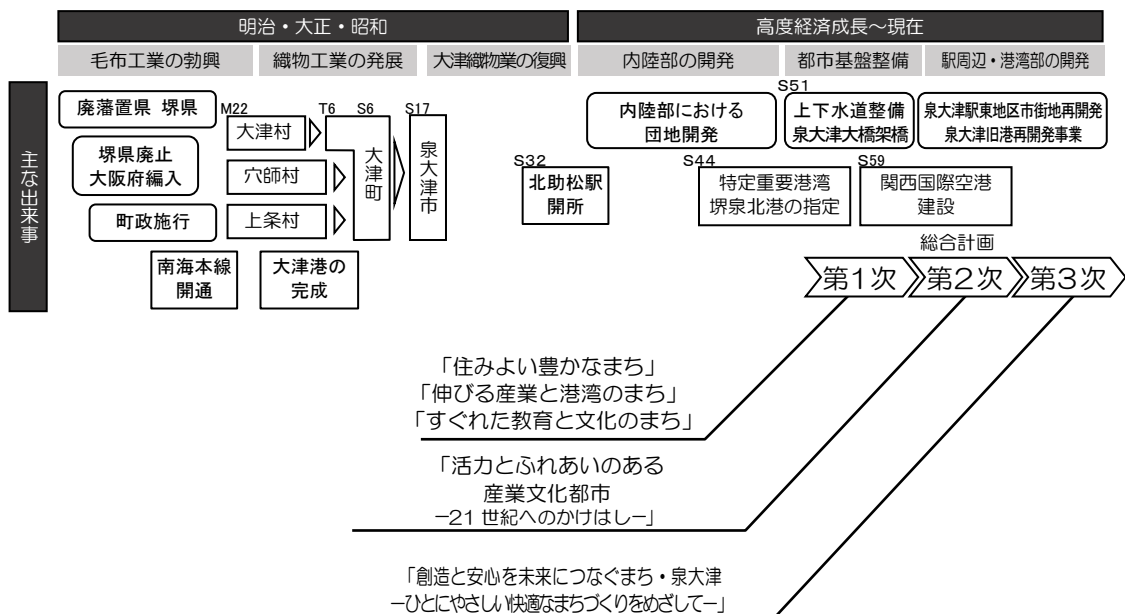 明治・大正・昭和
高度経済成長～現在
毛布工業の勃興
織物工業の発展
大津織物業の復興
内陸部の開発
都市基盤整備
駅周辺・港湾部の開発
主な出来事
廃藩置県 堺県
堺県廃止
大阪府編入
町政施行
南海本線
開通
M22
大津村
穴師村
上条村
大津港の
完成
T6
S6
大津町
S17
泉大津市
S32
北助松駅
開所
内陸部における
団地開発
S44
特定重要港湾
堺泉北港の指定
S51
上下水道整備
泉大津大橋架橋
S59
関西国際空港
建設
泉大津駅東地区市街地再開発
泉大津旧港再開発事業
総合計画
第1次
第2次
第3次
「住みよい豊かなまち」
「伸びる産業と港湾のまち」
「すぐれた教育と文化のまち」
「活力とふれあいのある
産業文化都市
−21 世紀へのかけはし−」
「創造と安心を未来につなぐまち・泉大津
−ひとにやさしい快適なまちづくりをめざして−」